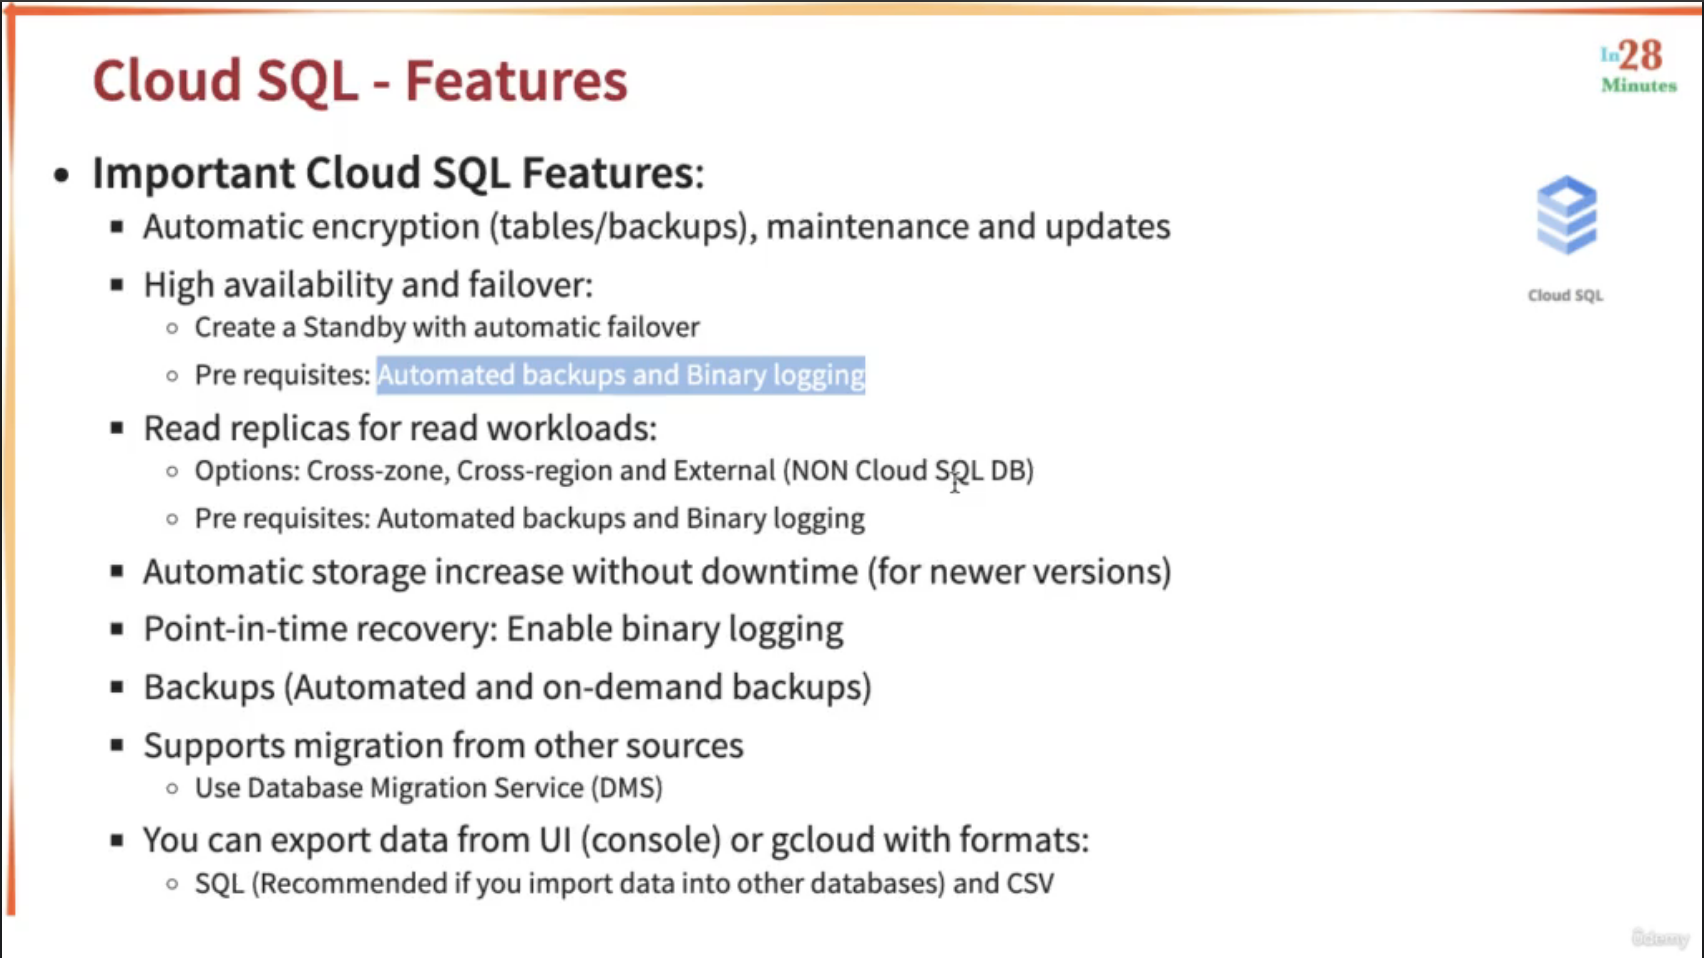 Cloud SQL - Features
In28
Minutes
• Important Cloud SQL Features:
▪ Automatic encryption (tables/backups), maintenance and updates
▪ High availability and failover:
○ Create a Standby with automatic failover
○ Pre requisites: Automated backups and Binary logging
▪ Read replicas for read workloads:
○ Options: Cross-zone, Cross-region and External (NON Cloud SQL DB)
○ Pre requisites: Automated backups and Binary logging
▪ Automatic storage increase without downtime (for newer versions)
▪ Point-in-time recovery: Enable binary logging
▪ Backups (Automated and on-demand backups)
▪ Supports migration from other sources
○ Use Database Migration Service (DMS)
▪ You can export data from UI (console) or gcloud with formats:
○ SQL (Recommended if you import data into other databases) and CSV
Cloud SQL
ûdemy